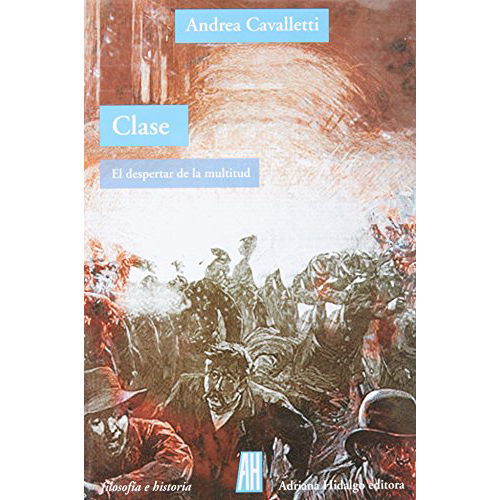 Andrea Cavalletti
Clase
El despertar de la multitud
AH
filosofía e historia
Adriana Hidalgo editora